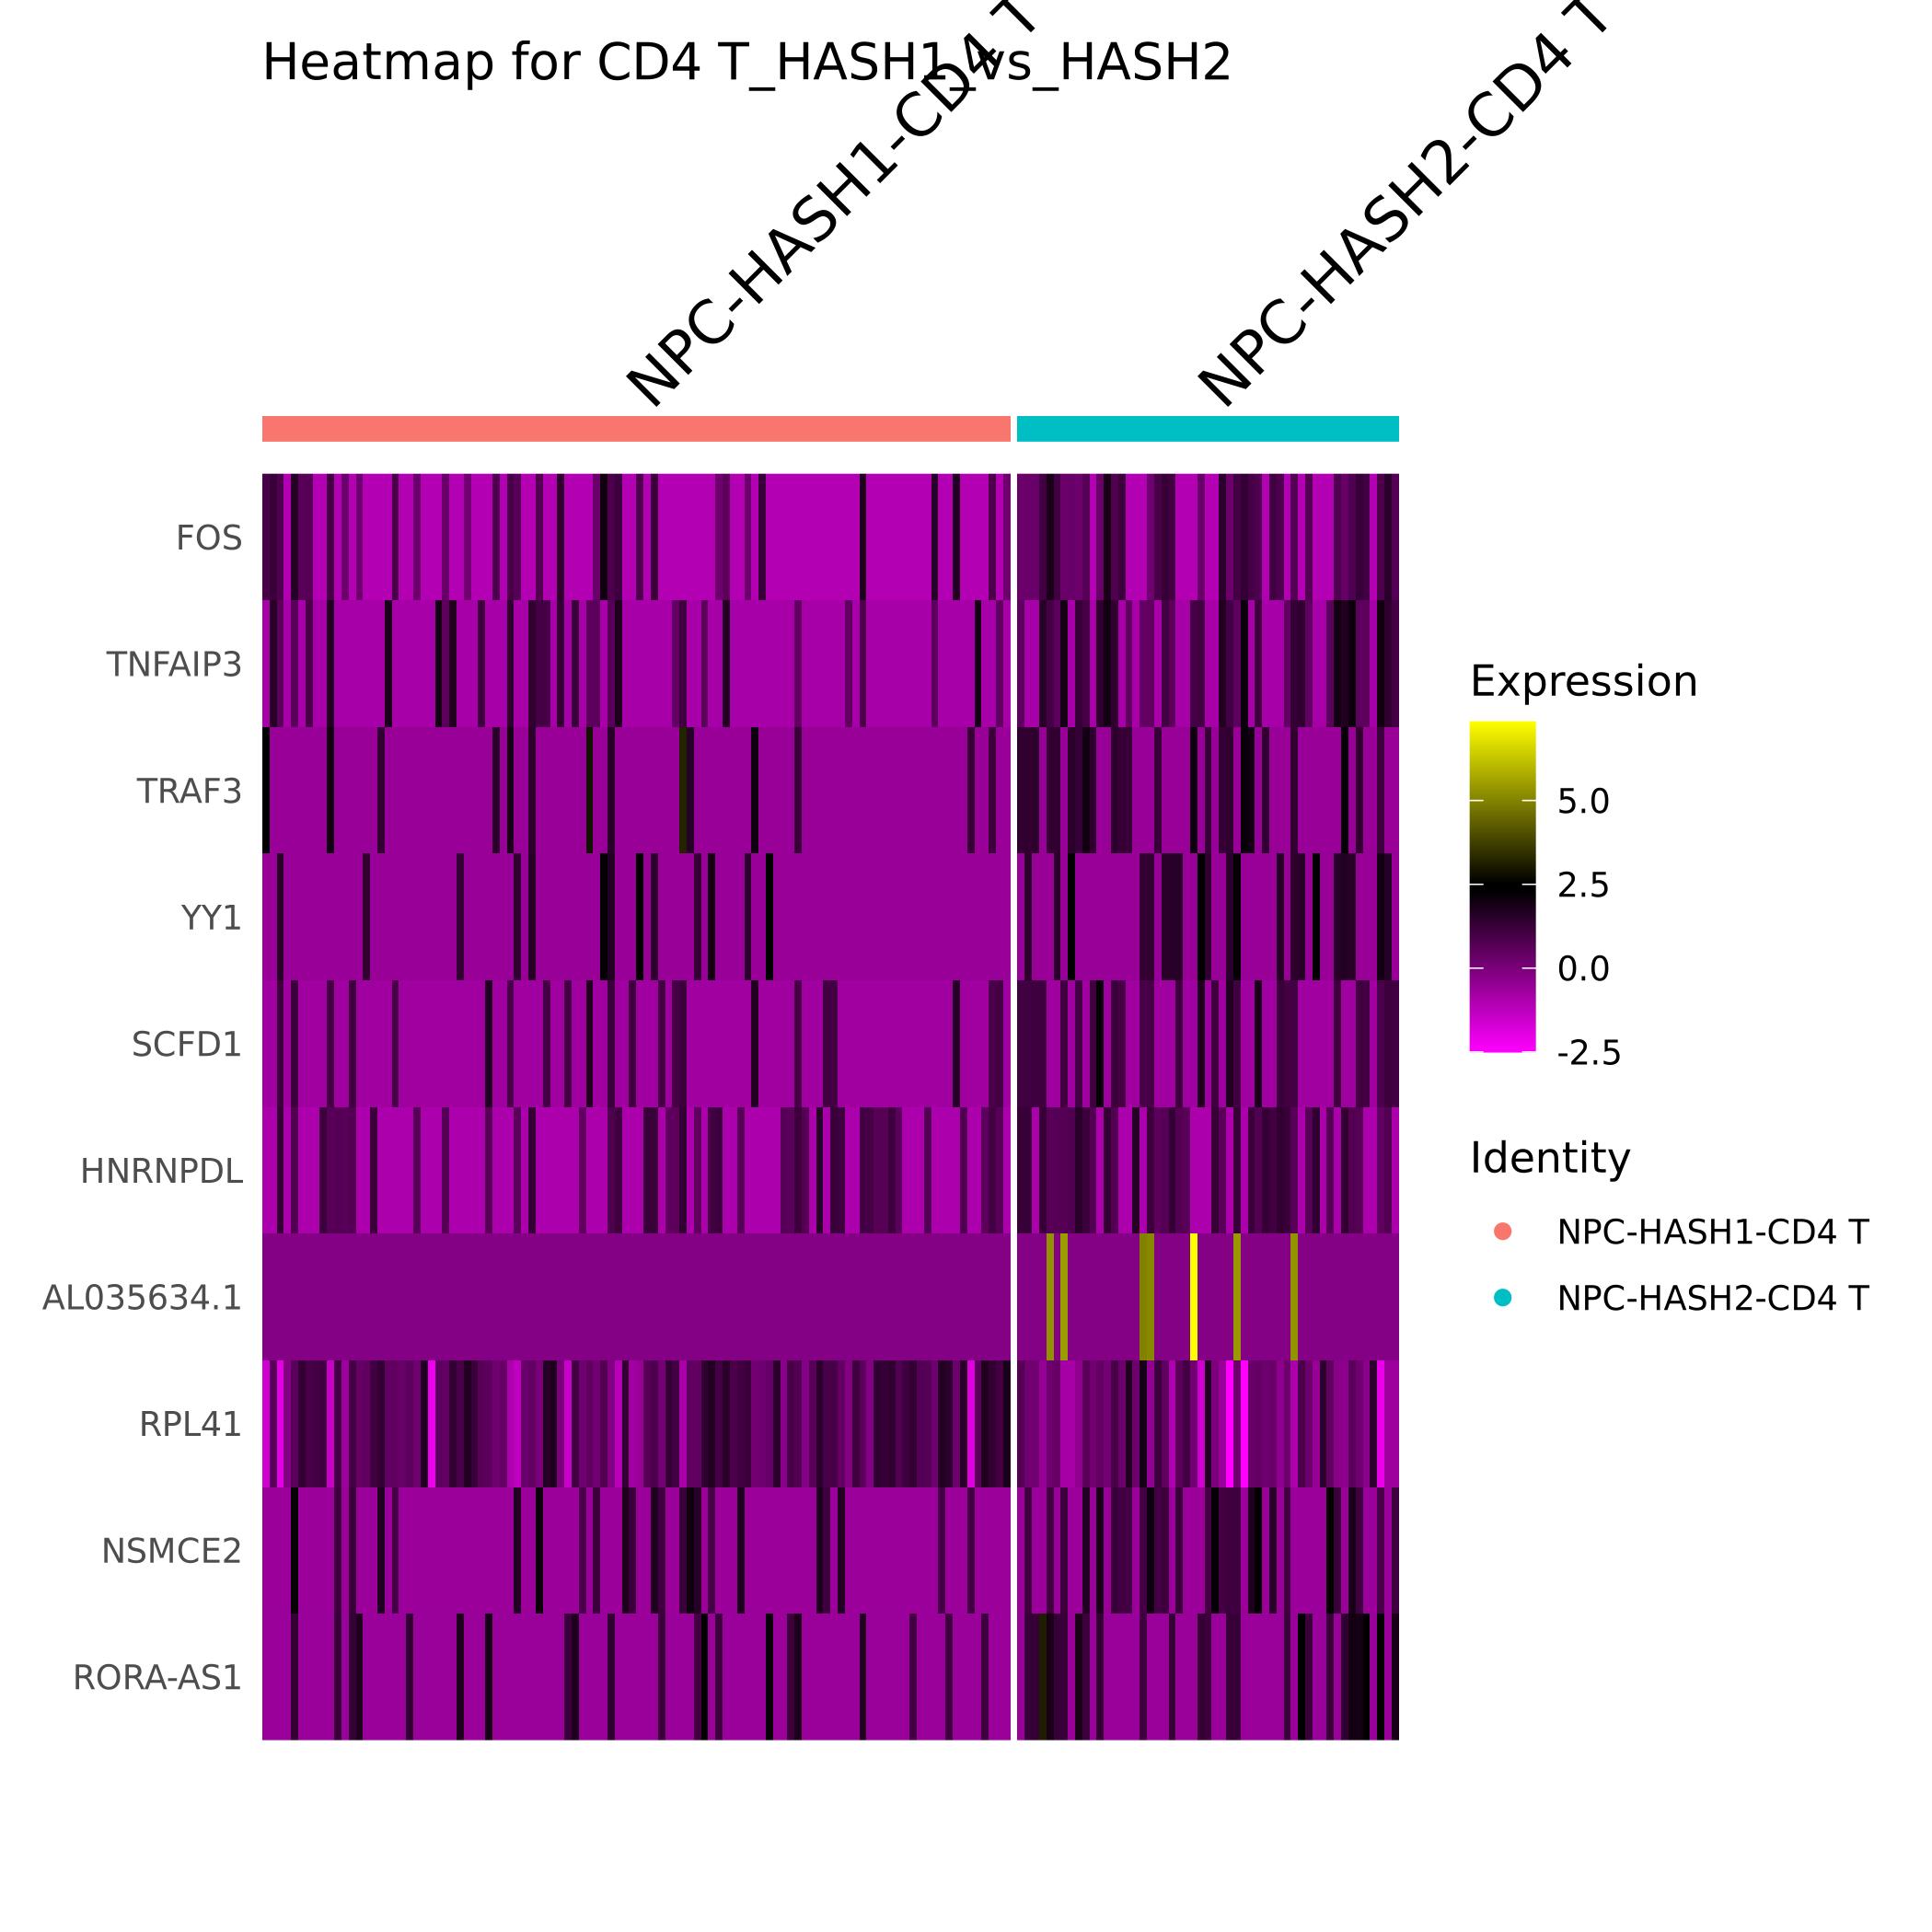 Heatmap for CD4 T_HASH1_vs_HASH2
NPC-HASH1-CD4 T
NPC-HASH2-CD4 T
FOS
TNFAIP3
TRAF3
YY1
SCFD1
HNRNPDL
AL035634.1
RPL41
NSMCE2
RORA-AS1
Expression
5.0
2.5
0.0
-2.5
Identity
NPC-HASH1-CD4 T
NPC-HASH2-CD4 T